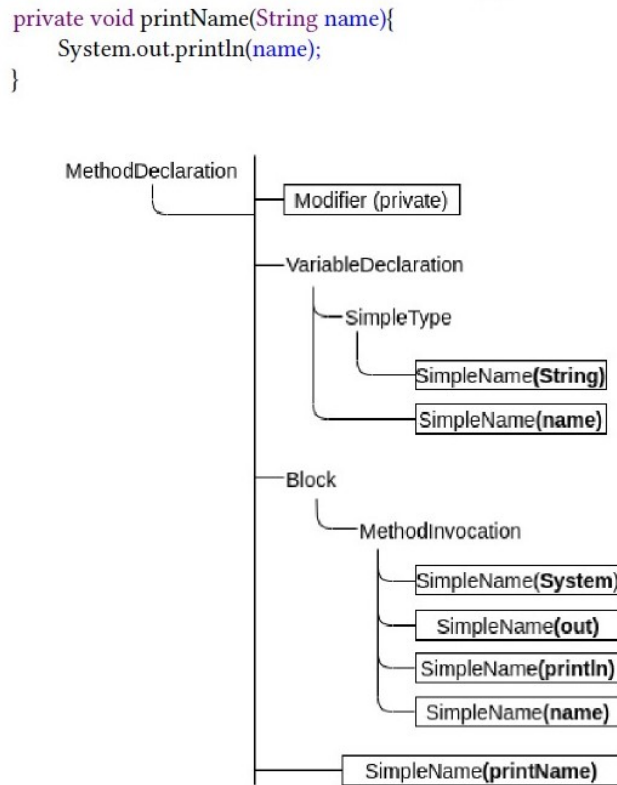 private void printName(String name){
System.out.println(name);
}
MethodDeclaration
Modifier (private)
VariableDeclaration
SimpleType
SimpleName(String)
SimpleName(name)
Block
MethodInvocation
SimpleName(System)
SimpleName(out)
SimpleName(println)
SimpleName(name)
SimpleName(printName)